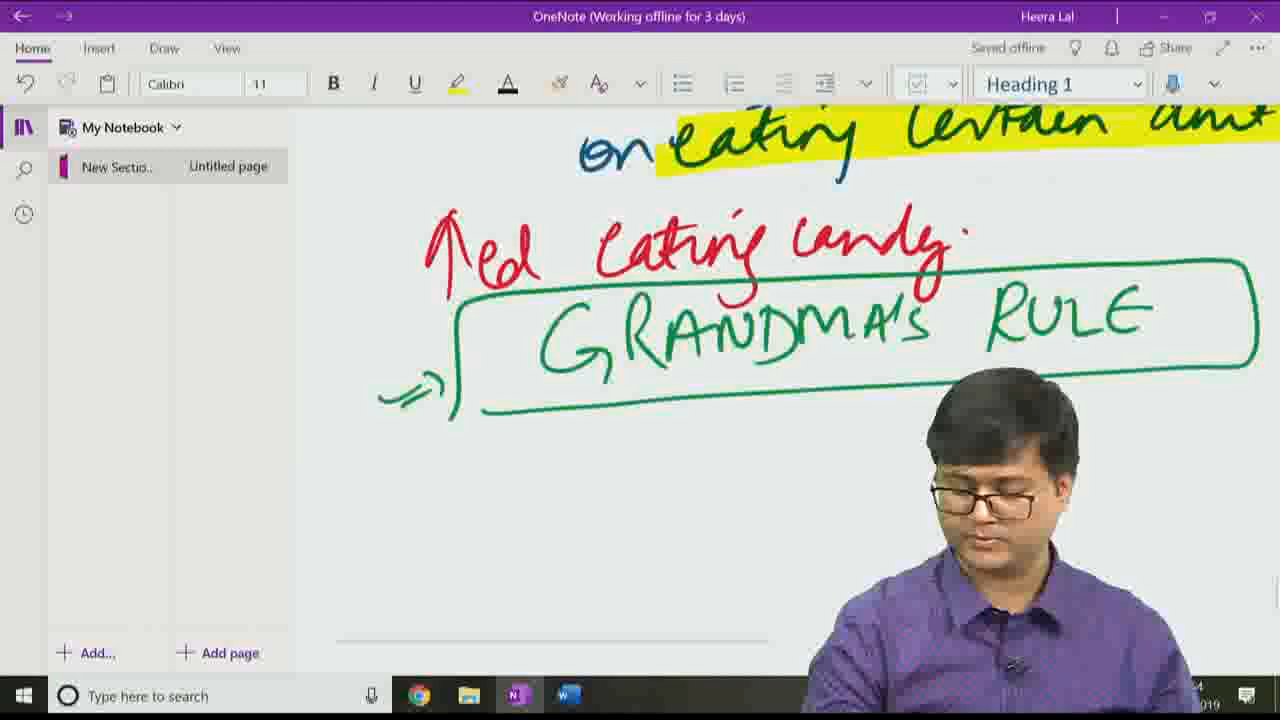 OneNote (Working offline for 3 days)
Heera Lal
Home Insert Draw View
Saved offline
Share
Calibri 11 B I U A Heading 1
My Notebook
New Sectio.. Untitled page
on eating certain amt
↑ed eating candy.
GRANDMA'S RULE
Add... Add page
Type here to search